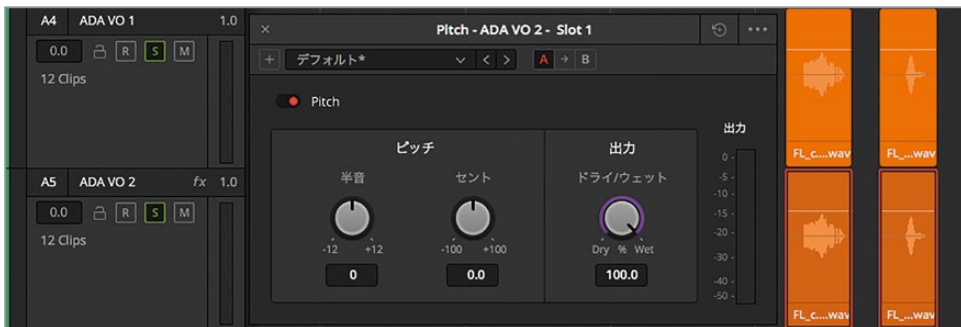 A4 ADA VO 1 1.0
0.0 R S M
12 Clips
A5 ADA VO 2 fx 1.0
0.0 R S M
12 Clips
× Pitch - ADA VO 2 - Slot 1 •••
+ デフォルト* < > A → B
Pitch
ピッチ
半音
-12 +12
0
セント
-100 +100
0.0
出力
ドライ/ウェット
Dry % Wet
100.0
出力
0 -
-5 -
-10 -
-15 -
-20 -
-30 -
-40 -
-50 -
FL_c....wav
FL_...wav
FL_c....wav
FL_...wav